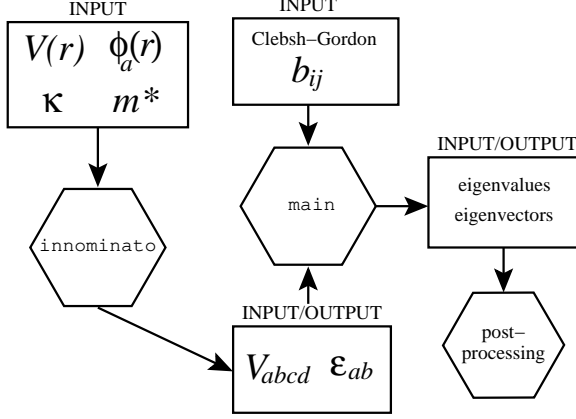 INPUT
V(r) ϕa(r)
κ m*
INPUT
Clebsh−Gordon
bij
INPUT/OUTPUT
eigenvalues
eigenvectors
innominato
main
INPUT/OUTPUT
Vabcd εab
post−
processing